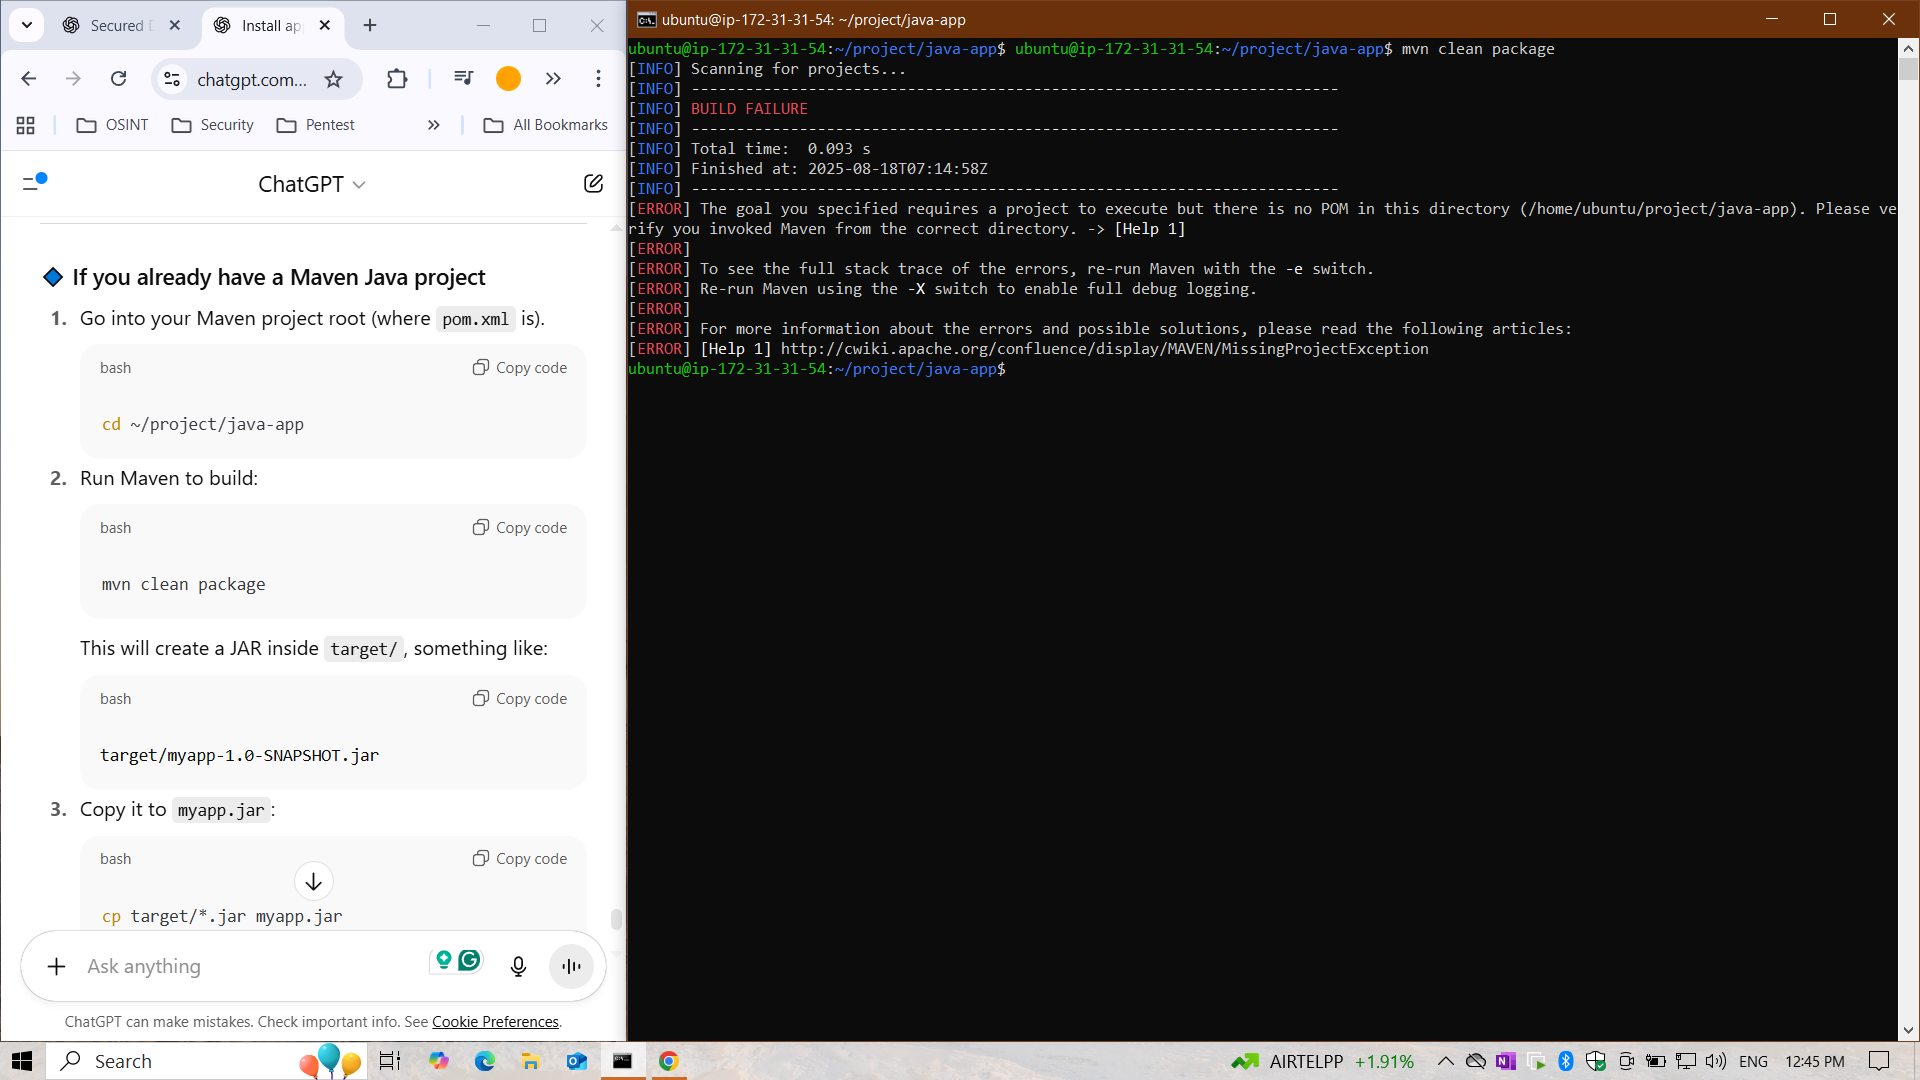 Secured D
Install ap
chatgpt.com...
OSINT
Security
Pentest
All Bookmarks
ChatGPT
If you already have a Maven Java project
1. Go into your Maven project root (where pom.xml is).
bash
Copy code
cd ~/project/java-app
2. Run Maven to build:
bash
Copy code
mvn clean package
This will create a JAR inside target/, something like:
bash
Copy code
target/myapp-1.0-SNAPSHOT.jar
3. Copy it to myapp.jar:
bash
Copy code
cp target/*.jar myapp.jar
Ask anything
ChatGPT can make mistakes. Check important info. See Cookie Preferences.
ubuntu@ip-172-31-31-54: ~/project/java-app
ubuntu@ip-172-31-31-54:~/project/java-app$ ubuntu@ip-172-31-31-54:~/project/java-app$ mvn clean package
[INFO] Scanning for projects...
[INFO] ------------------------------------------------------------------------
[INFO] BUILD FAILURE
[INFO] ------------------------------------------------------------------------
[INFO] Total time:  0.093 s
[INFO] Finished at: 2025-08-18T07:14:58Z
[INFO] ------------------------------------------------------------------------
[ERROR] The goal you specified requires a project to execute but there is no POM in this directory (/home/ubuntu/project/java-app). Please ve
rify you invoked Maven from the correct directory. -> [Help 1]
[ERROR]
[ERROR] To see the full stack trace of the errors, re-run Maven with the -e switch.
[ERROR] Re-run Maven using the -X switch to enable full debug logging.
[ERROR]
[ERROR] For more information about the errors and possible solutions, please read the following articles:
[ERROR] [Help 1] http://cwiki.apache.org/confluence/display/MAVEN/MissingProjectException
ubuntu@ip-172-31-31-54:~/project/java-app$
Search
AIRTELPP +1.91%
ENG
12:45 PM